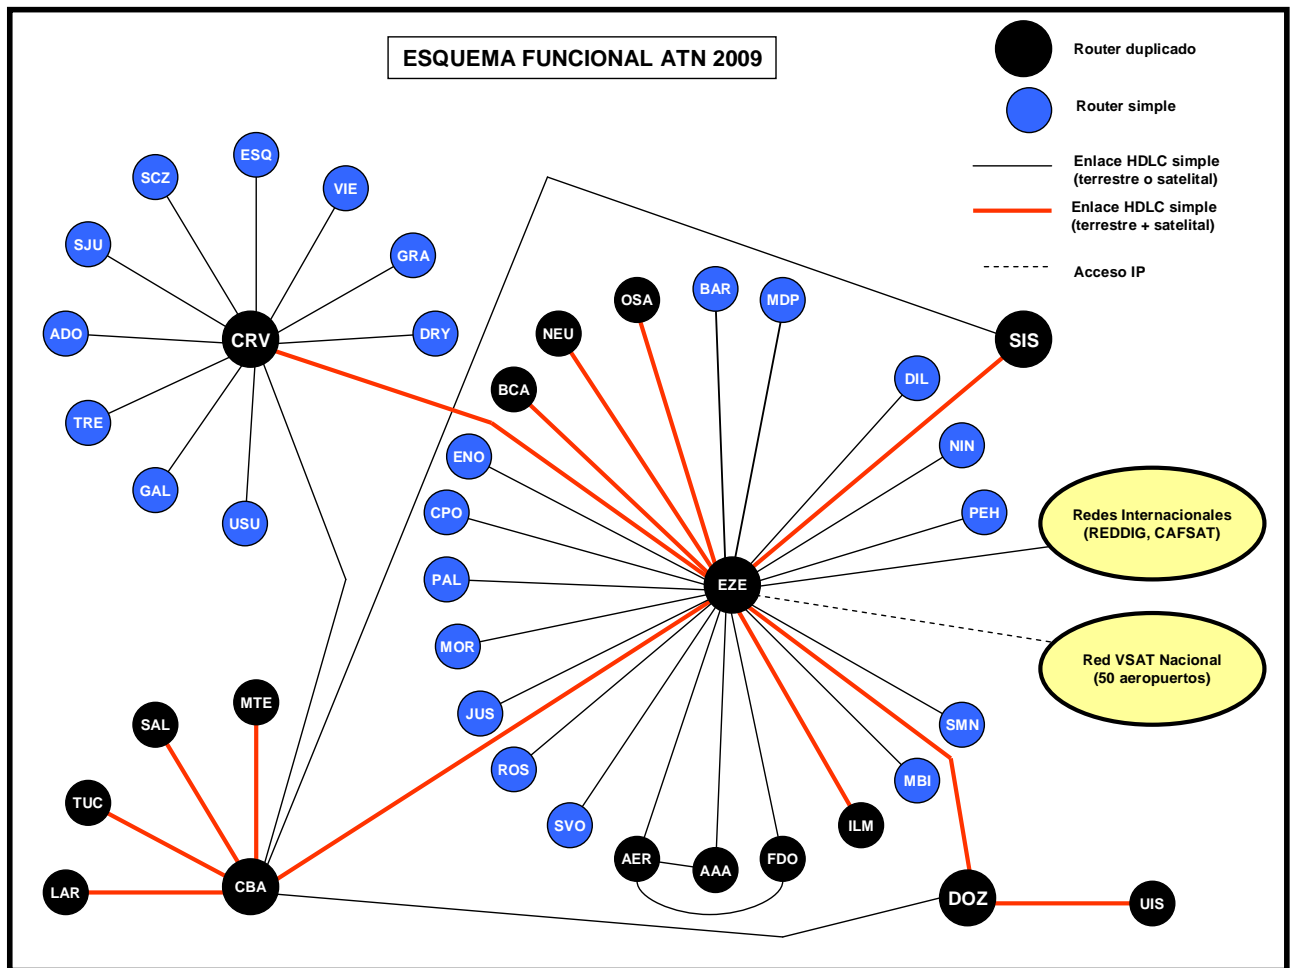 ESQUEMA FUNCIONAL ATN 2009
Router duplicado
Router simple
Enlace HDLC simple
(terrestre o satelital)
Enlace HDLC simple
(terrestre + satelital)
Acceso IP
ESQ
SCZ
VIE
SJU
GRA
ADO
CRV
DRY
TRE
GAL
USU
OSA
BAR
MDP
NEU
SIS
BCA
DIL
ENO
NIN
CPO
PEH
Redes Internacionales
(REDDIG, CAFSAT)
PAL
EZE
MOR
Red VSAT Nacional
(50 aeropuertos)
JUS
SMN
ROS
MBI
SVO
ILM
AER
AAA
FDO
MTE
SAL
TUC
LAR
CBA
DOZ
UIS